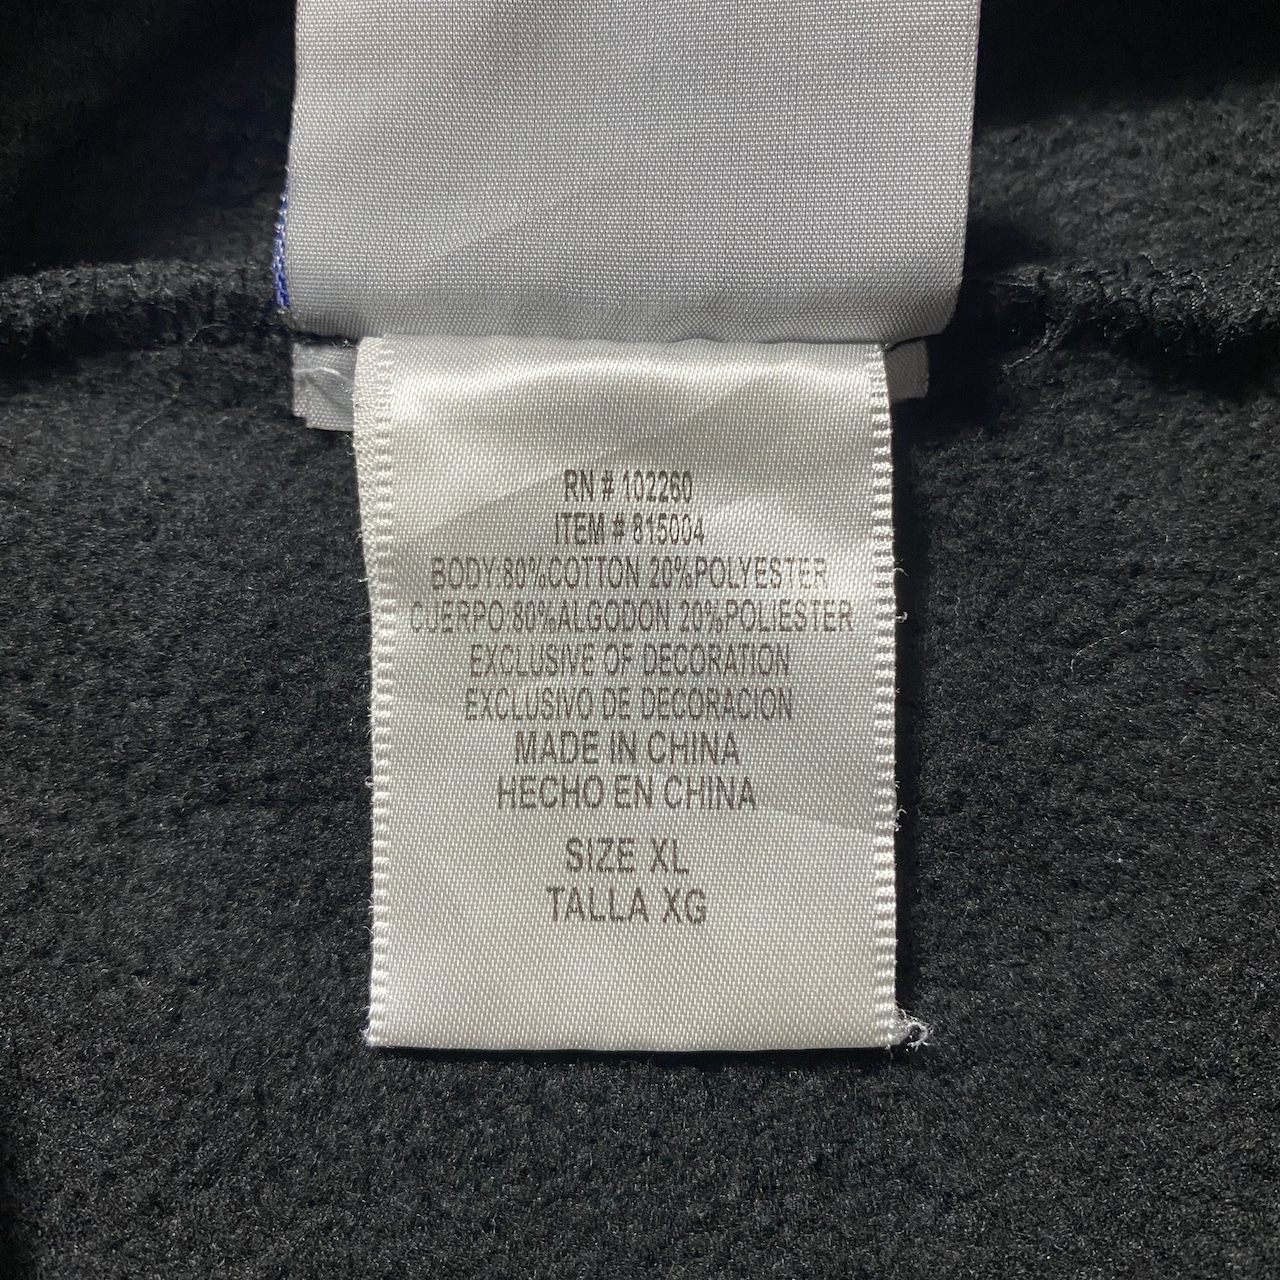 RN # 102260
ITEM # 815004
BODY:80%COTTON 20%POLYESTER
CUERPO:80%ALGODON 20%POLIESTER
EXCLUSIVE OF DECORATION
EXCLUSIVO DE DECORACION
MADE IN CHINA
HECHO EN CHINA
SIZE XL
TALLA XG